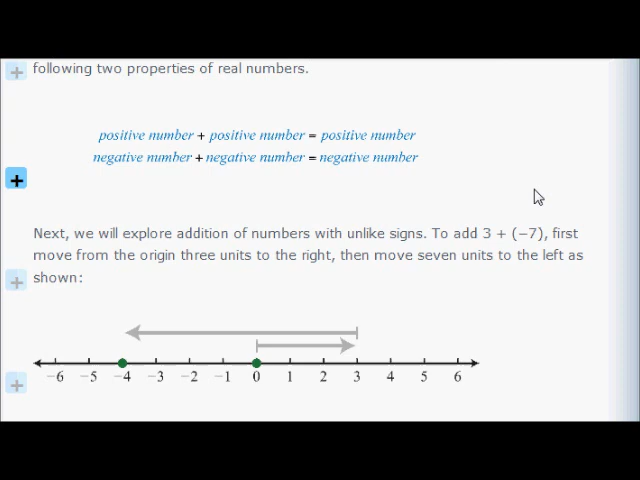 following two properties of real numbers.
positive number + positive number = positive number
negative number + negative number = negative number
Next, we will explore addition of numbers with unlike signs. To add 3 + (−7), first
move from the origin three units to the right, then move seven units to the left as
shown:
−6 −5 −4 −3 −2 −1 0 1 2 3 4 5 6